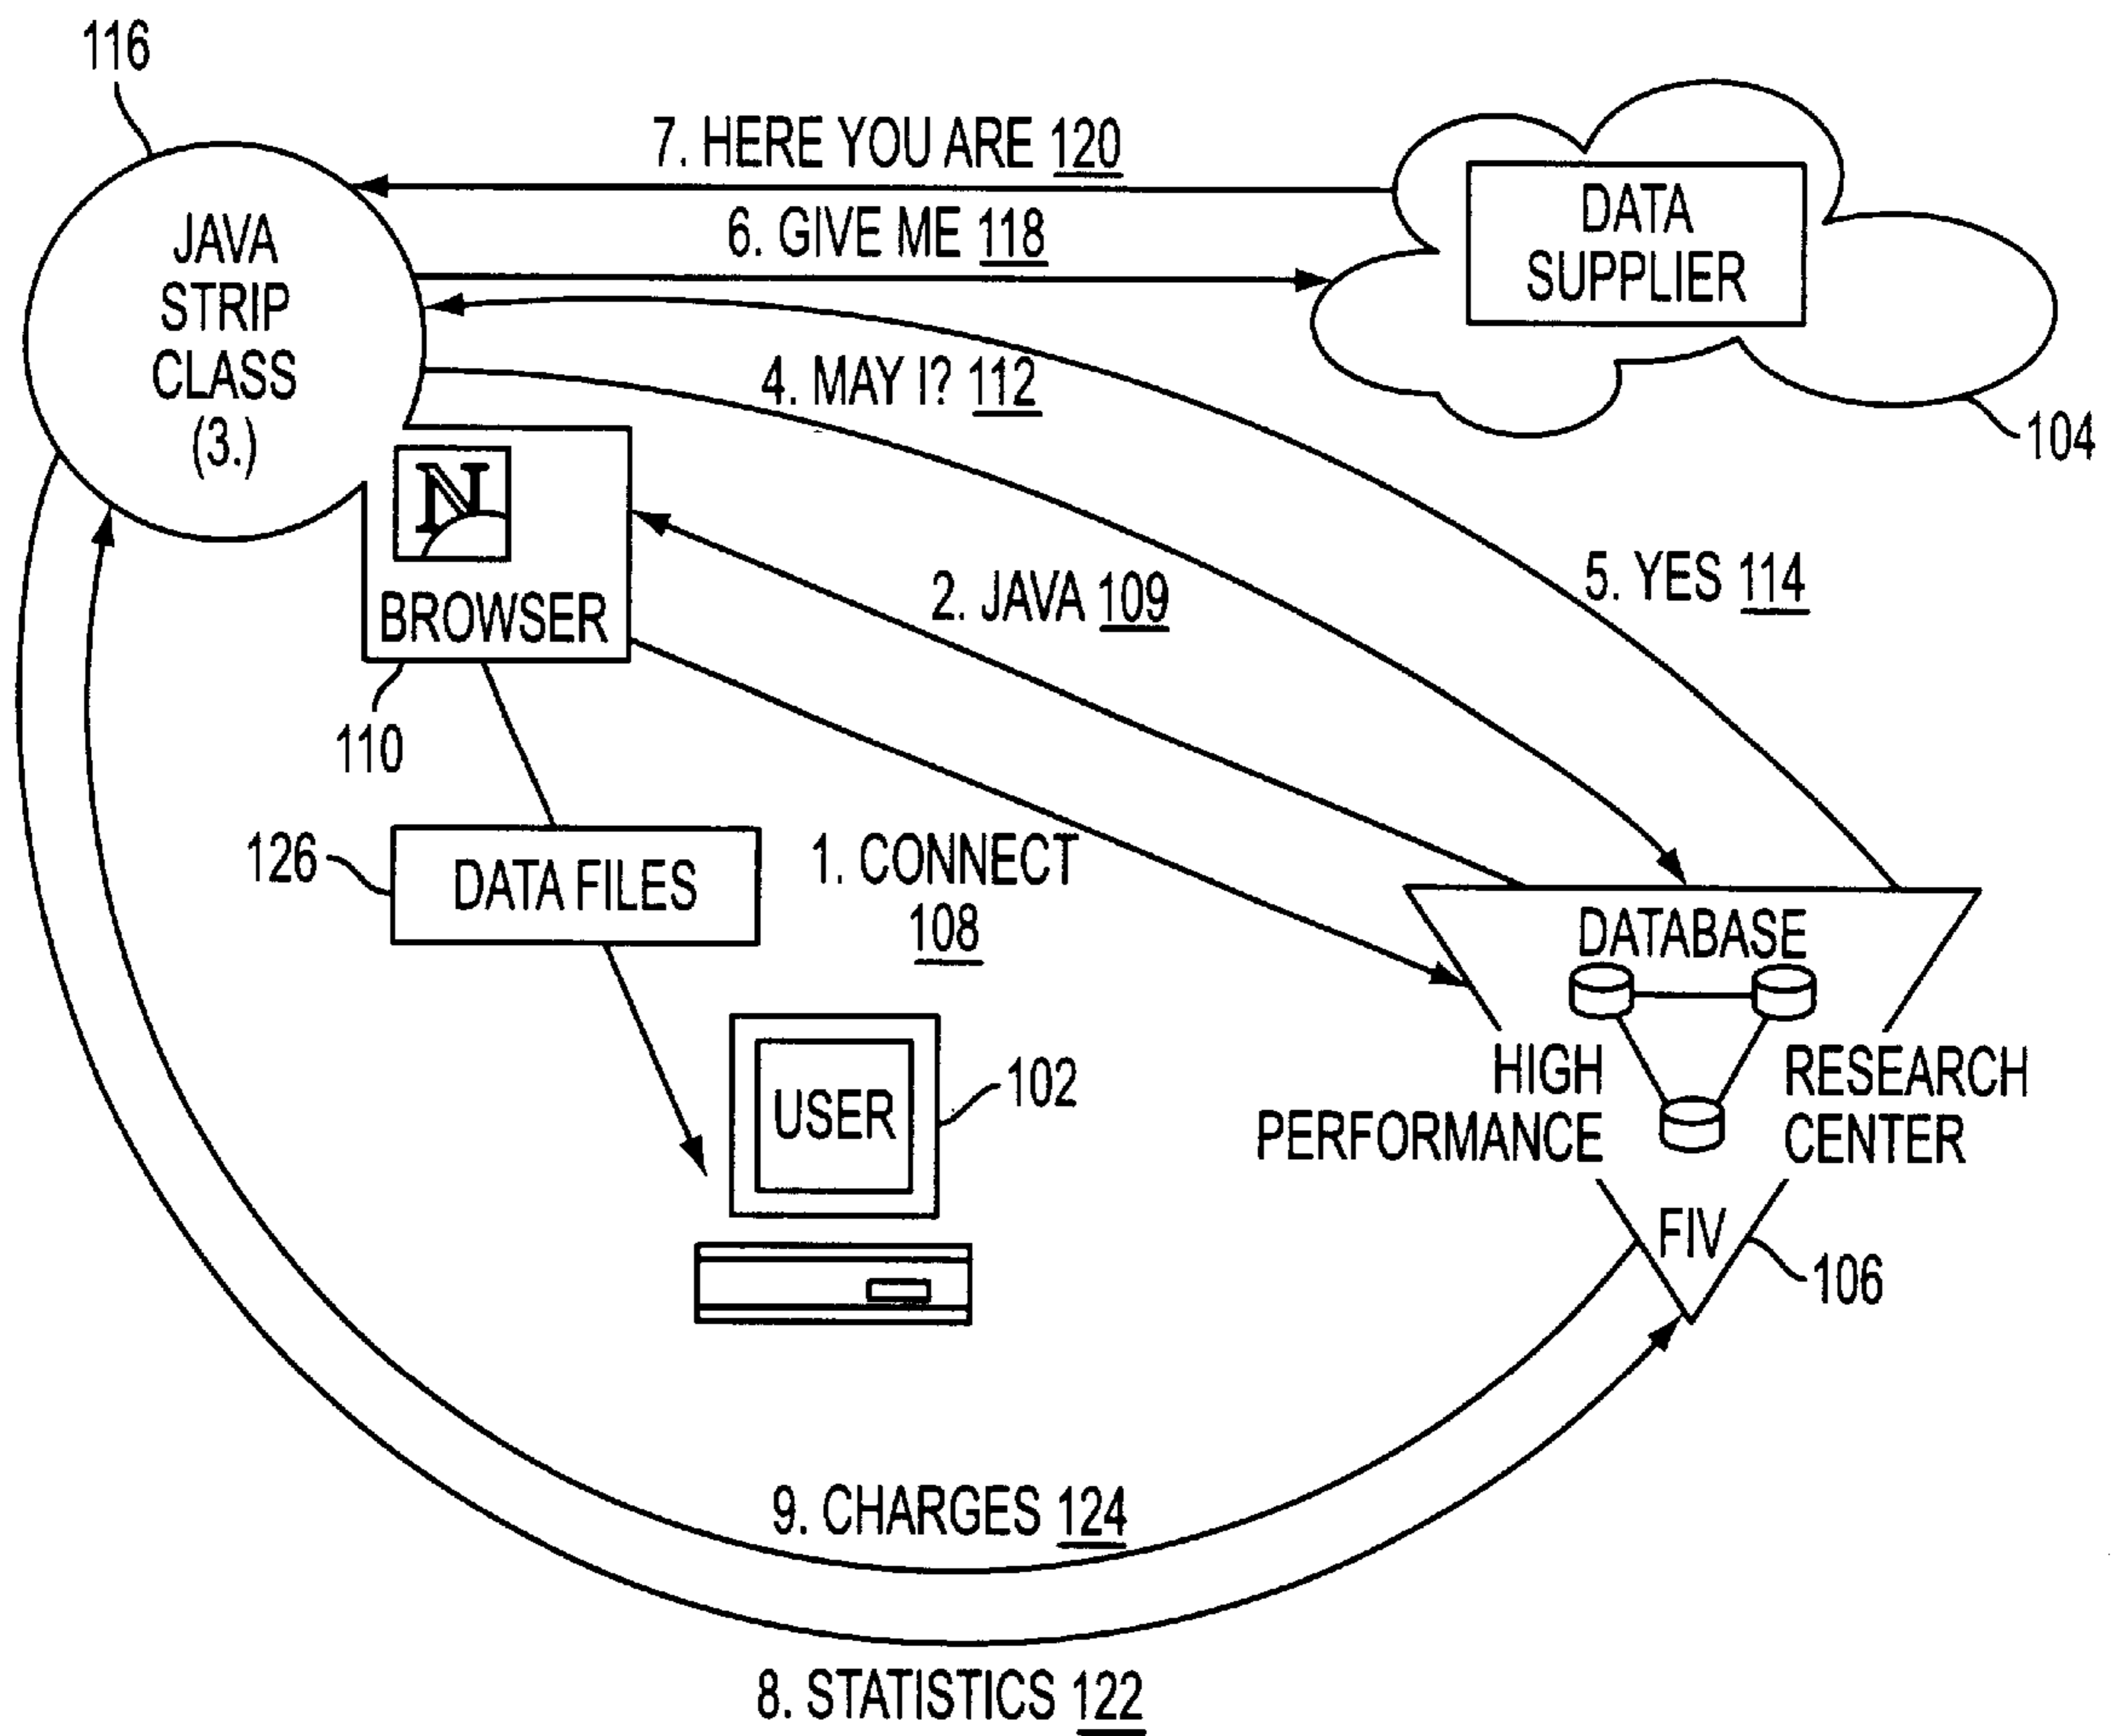 116
7. HERE YOU ARE 120
6. GIVE ME 118
DATA
SUPPLIER
104
JAVA
STRIP
CLASS
(3.)
4. MAY I? 112
N
BROWSER
110
2. JAVA 109
5. YES 114
126
DATA FILES
1. CONNECT
108
DATABASE
HIGH
PERFORMANCE
RESEARCH
CENTER
FIV
106
USER
102
9. CHARGES 124
8. STATISTICS 122